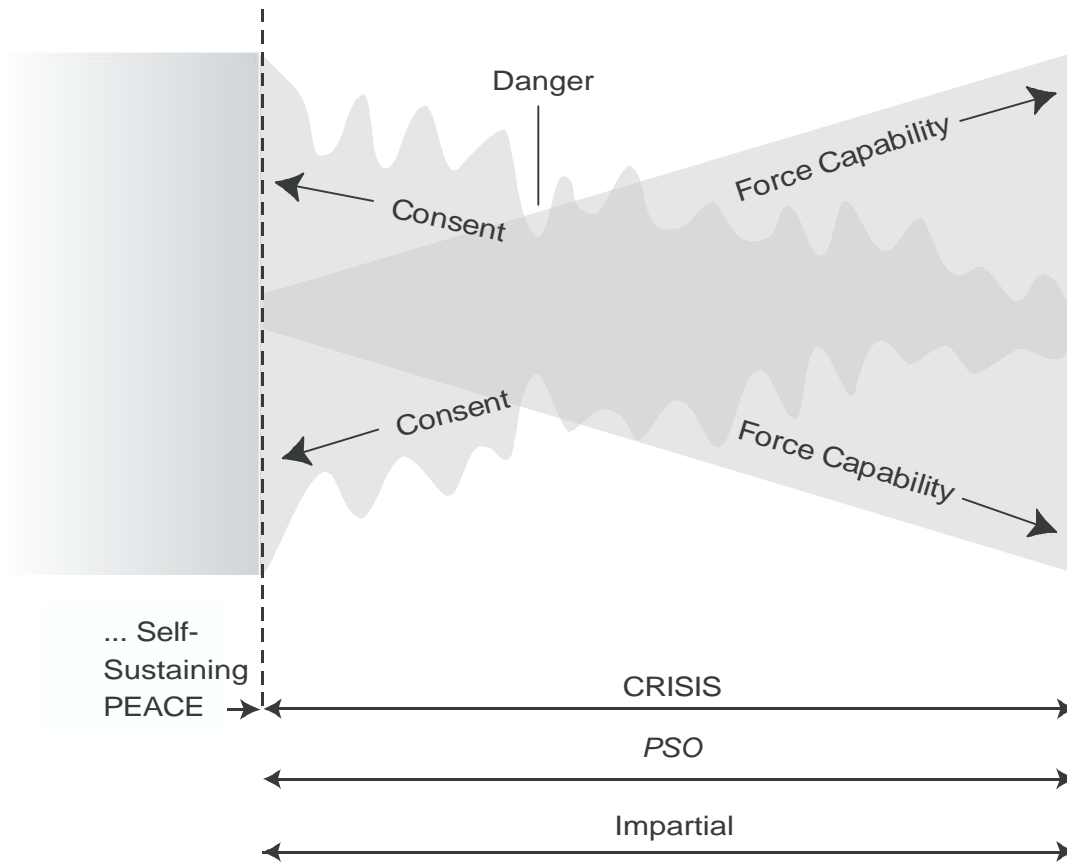 Danger
Force Capability
Consent
Consent
Force Capability
... Self-
Sustaining
PEACE
CRISIS
PSO
Impartial